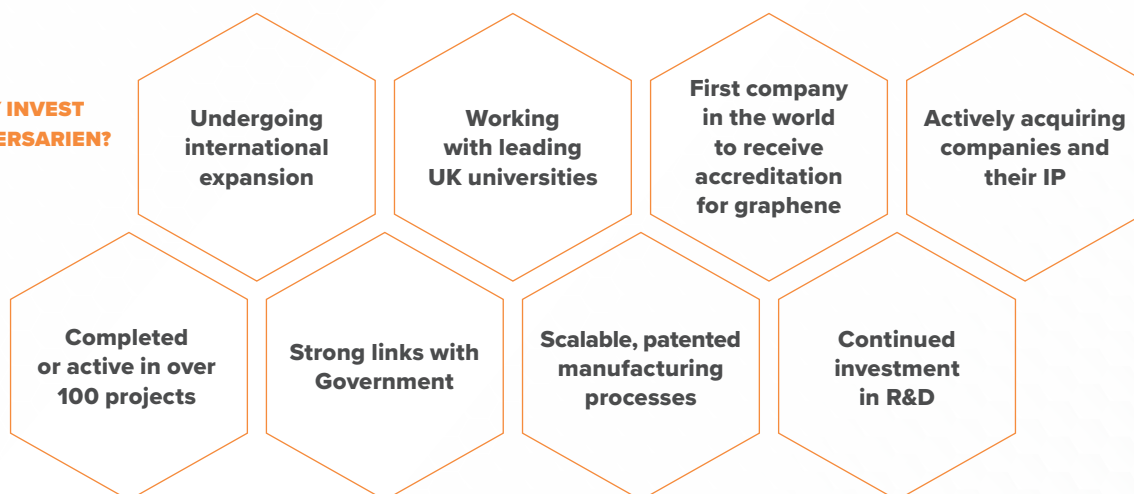 INVEST
ERSARIEN?
Undergoing
international
expansion
Working
with leading
UK universities
First company
in the world
to receive
accreditation
for graphene
Actively acquiring
companies and
their IP
Completed
or active in over
100 projects
Strong links with
Government
Scalable, patented
manufacturing
processes
Continued
investment
in R&D